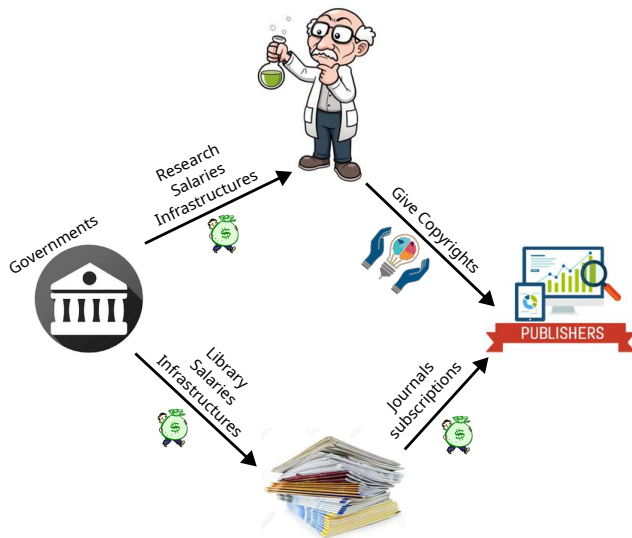 Research
Salaries
Infrastructures
Give Copyrights
Governments
PUBLISHERS
Library
Salaries
Infrastructures
Journals
subscriptions
$
$
$